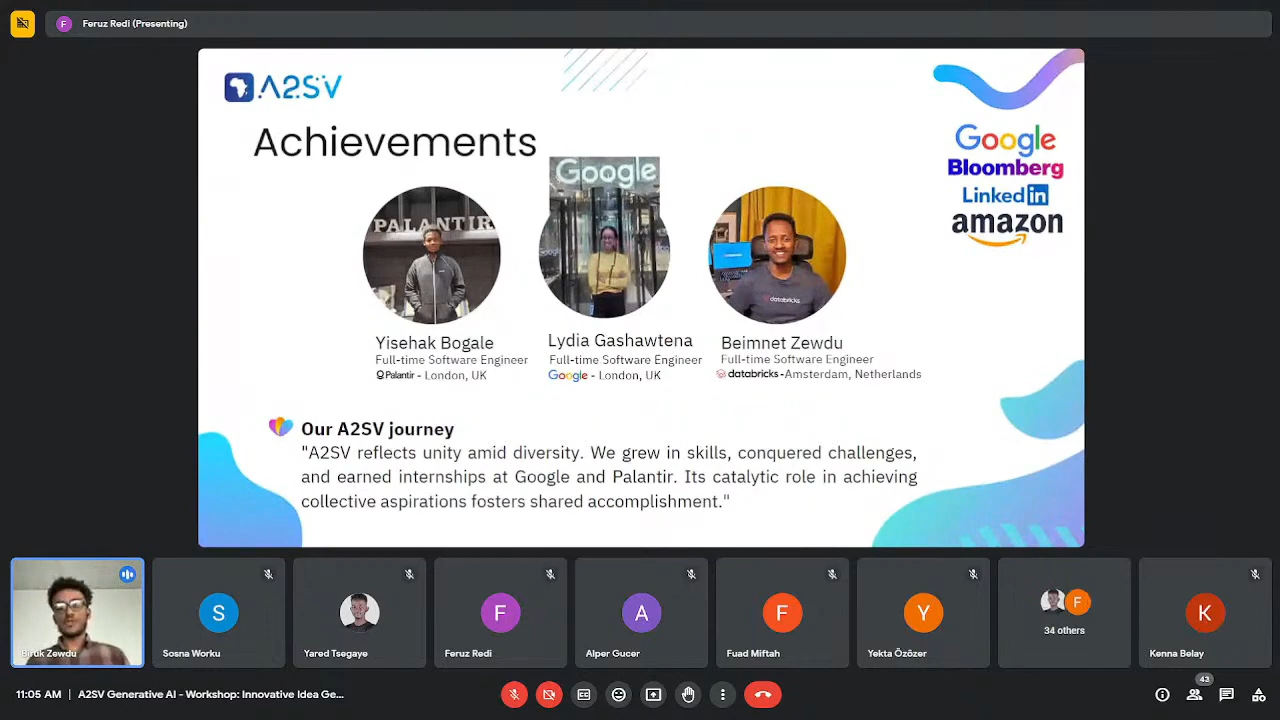 Feruz Redi (Presenting)
A2SV
Achievements
Google
Bloomberg
Linked in
amazon
PALANTIR
Google
databricks
Yisehak Bogale
Full-time Software Engineer
Palantir - London, UK
Lydia Gashawtena
Full-time Software Engineer
Google - London, UK
Beimnet Zewdu
Full-time Software Engineer
databricks -Amsterdam, Netherlands
Our A2SV journey
"A2SV reflects unity amid diversity. We grew in skills, conquered challenges,
and earned internships at Google and Palantir. Its catalytic role in achieving
collective aspirations fosters shared accomplishment."
Biruk Zewdu
S
Sosna Worku
Yared Tsegaye
F
Feruz Redi
A
Alper Gucer
F
Fuad Miftah
Y
Yekta Özözer
F
34 others
K
Kenna Belay
11:05 AM | A2SV Generative AI - Workshop: Innovative Idea Ge...
43